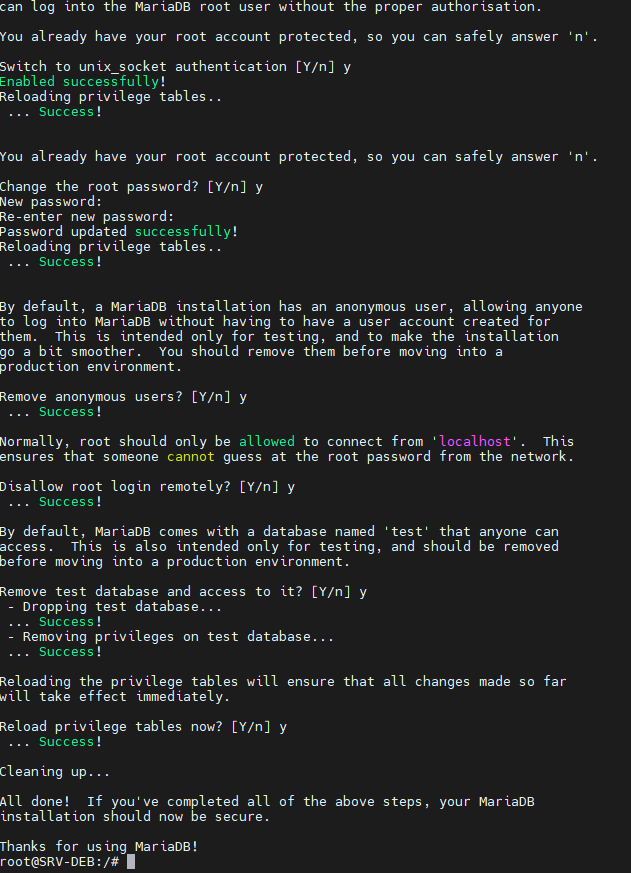 can log into the MariaDB root user without the proper authorisation.
You already have your root account protected, so you can safely answer 'n'.
Switch to unix_socket authentication [Y/n] y
Enabled successfully!
Reloading privilege tables..
 ... Success!
You already have your root account protected, so you can safely answer 'n'.
Change the root password? [Y/n] y
New password:
Re-enter new password:
Password updated successfully!
Reloading privilege tables..
 ... Success!
By default, a MariaDB installation has an anonymous user, allowing anyone
to log into MariaDB without having to have a user account created for
them.  This is intended only for testing, and to make the installation
go a bit smoother.  You should remove them before moving into a
production environment.
Remove anonymous users? [Y/n] y
 ... Success!
Normally, root should only be allowed to connect from 'localhost'.  This
ensures that someone cannot guess at the root password from the network.
Disallow root login remotely? [Y/n] y
 ... Success!
By default, MariaDB comes with a database named 'test' that anyone can
access.  This is also intended only for testing, and should be removed
before moving into a production environment.
Remove test database and access to it? [Y/n] y
 - Dropping test database...
 ... Success!
 - Removing privileges on test database...
 ... Success!
Reloading the privilege tables will ensure that all changes made so far
will take effect immediately.
Reload privilege tables now? [Y/n] y
 ... Success!
Cleaning up...
All done!  If you've completed all of the above steps, your MariaDB
installation should now be secure.
Thanks for using MariaDB!
root@SRV-DEB:/#